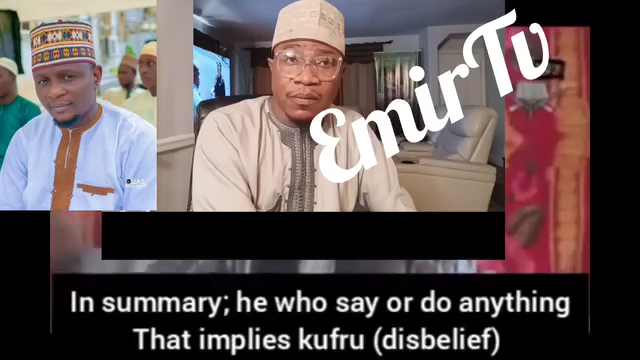 EmirTv
In summary; he who say or do anything
That implies kufru (disbelief)